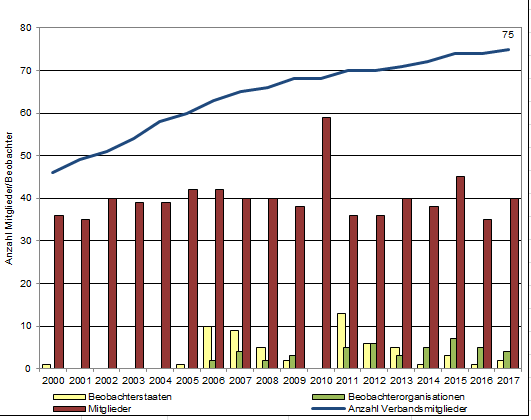 80
75
70
60
50
40
30
20
10
0
Anzahl Mitglieder/Beobachter
2000 2001 2002 2003 2004 2005 2006 2007 2008 2009 2010 2011 2012 2013 2014 2015 2016 2017
Beobachterstaaten Beobachterorganisationen
Mitglieder Anzahl Verbandsmitglieder